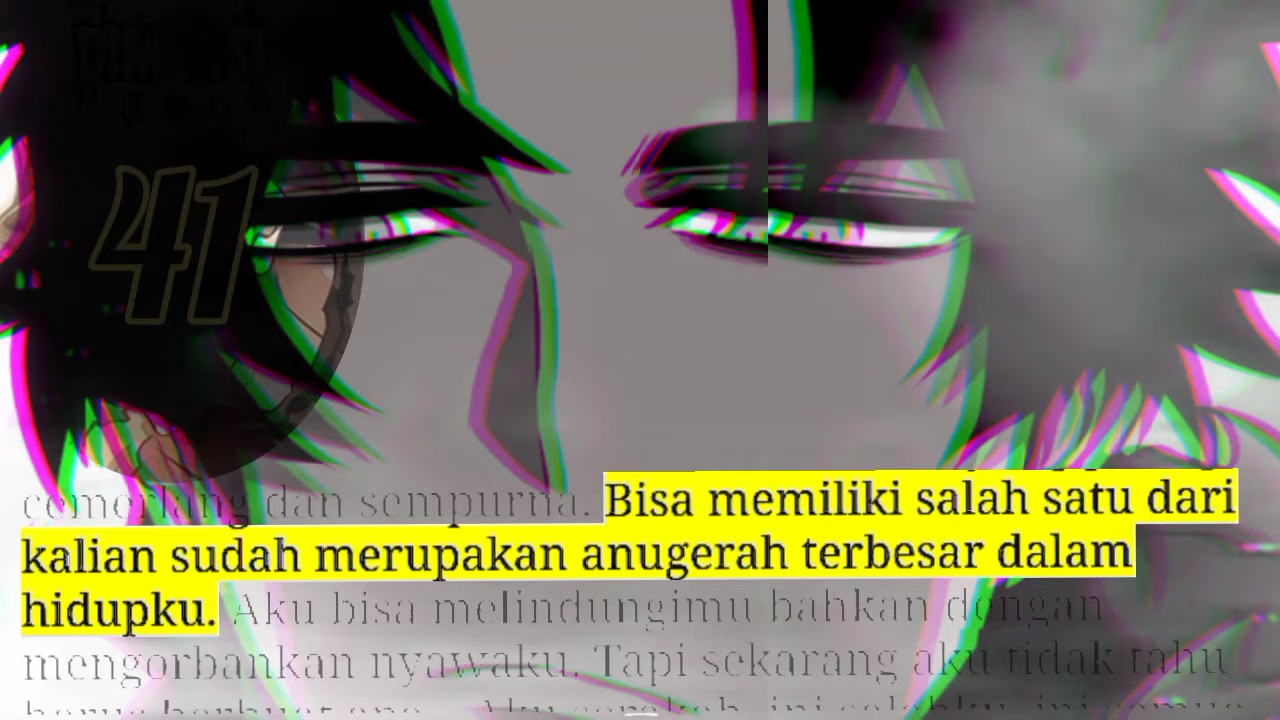 41
cemerlang dan sempurna. Bisa memiliki salah satu dari
kalian sudah merupakan anugerah terbesar dalam
hidupku. Aku bisa melindungimu bahkan dengan
mengorbankan nyawaku. Tapi sekarang aku tidak tahu